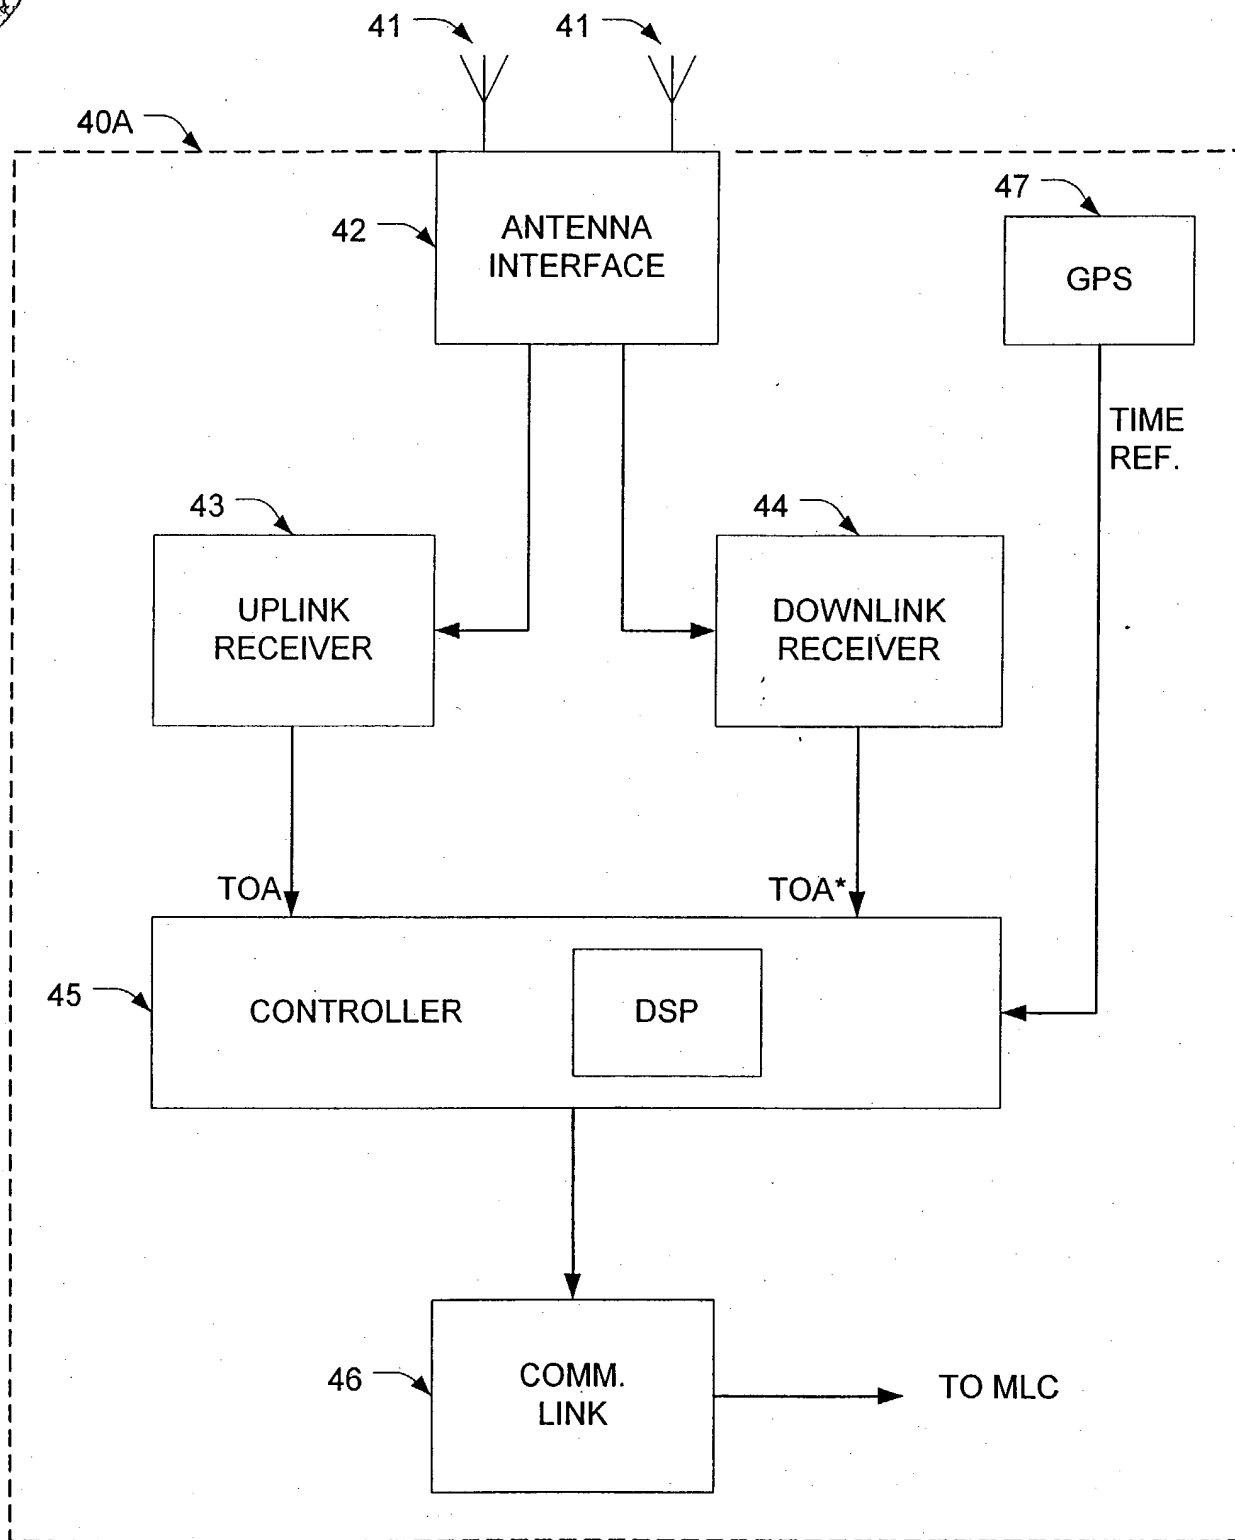 41
41
40A
42
ANTENNA
INTERFACE
47
GPS
TIME
REF.
43
44
UPLINK
RECEIVER
DOWNLINK
RECEIVER
TOA
TOA*
45
CONTROLLER
DSP
46
COMM.
LINK
TO MLC